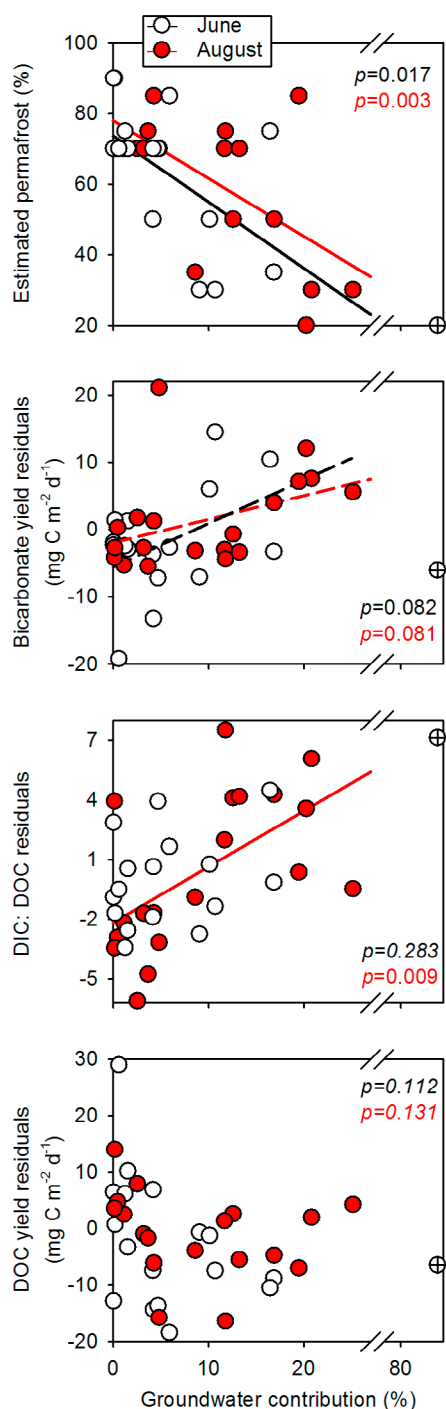 June
August
p=0.017
p=0.003
Estimated permafrost (%)
100
80
60
40
20
Bicarbonate yield residuals
(mg C m-2 d-1)
20
10
0
-10
-20
p=0.082
p=0.081
DIC: DOC residuals
7
4
1
-2
-5
p=0.283
p=0.009
DOC yield residuals
(mg C m-2 d-1)
30
20
10
0
-10
-20
p=0.112
p=0.131
0 10 20 80
Groundwater contribution (%)